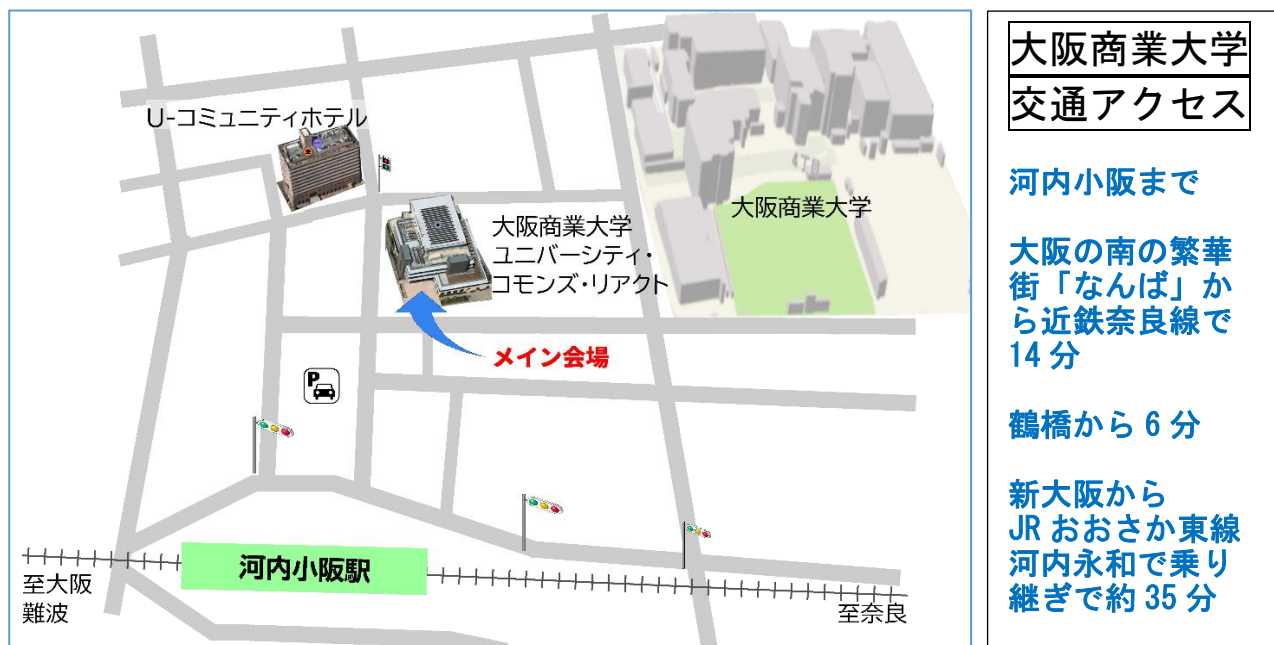 U-コミュニティホテル
大阪商業大学
ユニバーシティ・
コモンズ・リアクト
大阪商業大学
メイン会場
P
河内小阪駅
至大阪
難波
至奈良
大阪商業大学
交通アクセス
河内小阪まで
大阪の南の繁華
街「なんば」か
ら近鉄奈良線で
14分
鶴橋から6分
新大阪から
JRおおさか東線
河内永和で乗り
継ぎで約35分